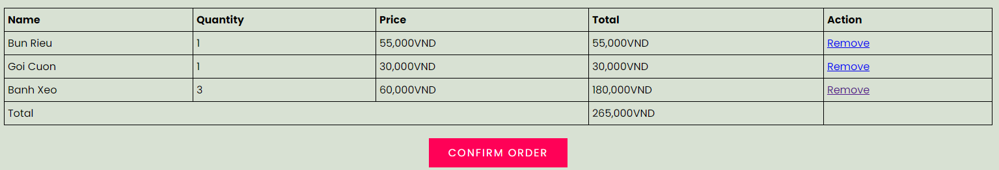 Name Quantity Price Total Action
Bun Rieu 1 55,000VND 55,000VND Remove
Goi Cuon 1 30,000VND 30,000VND Remove
Banh Xeo 3 60,000VND 180,000VND Remove
Total 265,000VND
CONFIRM ORDER